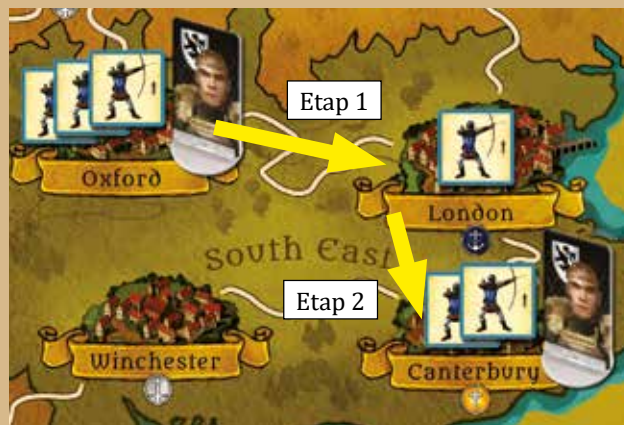 Etap 1
Oxford
London
South East
Etap 2
Winchester
Canterbury